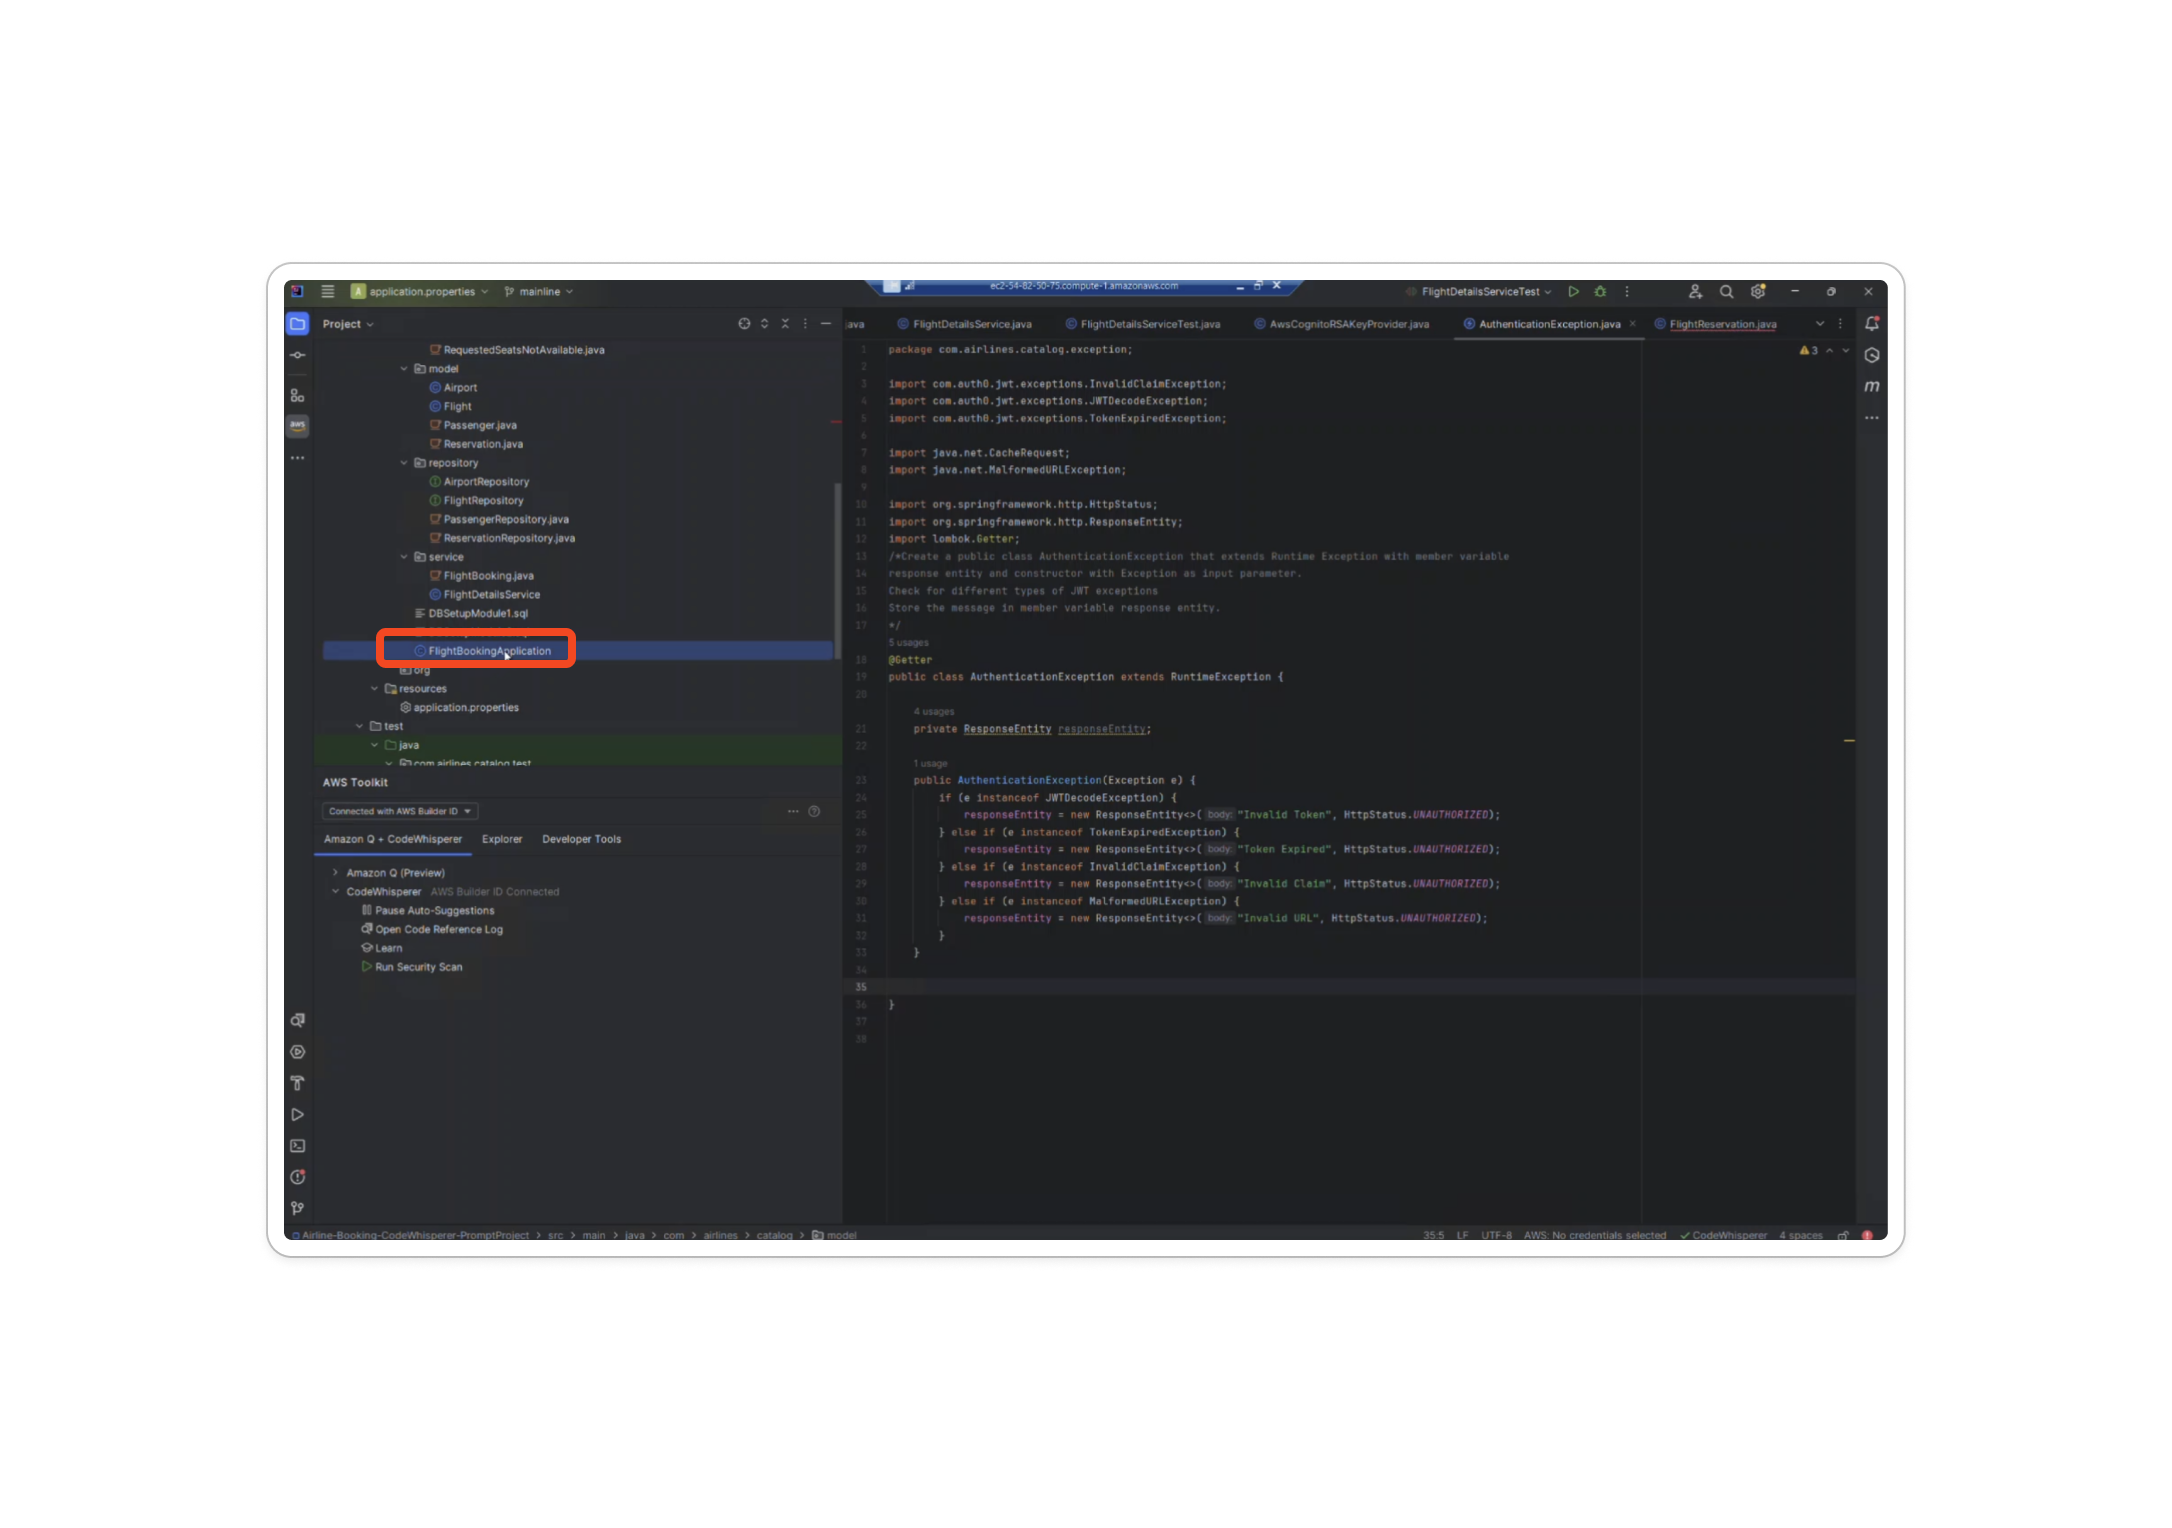 A application.properties mainline
ec2-54-82-50-75.compute-1.amazonaws.com
FlightDetailsServiceTest
Project
java FlightDetailsService.java FlightDetailsServiceTest.java AwsCognitoRSAKeyProvider.java AuthenticationException.java FlightReservation.java
RequestedSeatsNotAvailable.java
model
Airport
Flight
Passenger.java
Reservation.java
repository
AirportRepository
FlightRepository
PassengerRepository.java
ReservationRepository.java
service
FlightBooking.java
FlightDetailsService
DBSetupModule1.sql
FlightBookingApplication
org
resources
application.properties
test
java
com.airlines.catalog.test
AWS Toolkit
Connected with AWS Builder ID
Amazon Q + CodeWhisperer Explorer Developer Tools
Amazon Q (Preview)
CodeWhisperer AWS Builder ID Connected
Pause Auto-Suggestions
Open Code Reference Log
Learn
Run Security Scan
aws
m
3
1 package com.airlines.catalog.exception;
2
3 import com.auth0.jwt.exceptions.InvalidClaimException;
4 import com.auth0.jwt.exceptions.JWTDecodeException;
5 import com.auth0.jwt.exceptions.TokenExpiredException;
6
7 import java.net.CacheRequest;
8 import java.net.MalformedURLException;
9
10 import org.springframework.http.HttpStatus;
11 import org.springframework.http.ResponseEntity;
12 import lombok.Getter;
13 /*Create a public class AuthenticationException that extends Runtime Exception with member variable
14 response entity and constructor with Exception as input parameter.
15 Check for different types of JWT exceptions
16 Store the message in member variable response entity.
17 */
5 usages
18 @Getter
19 public class AuthenticationException extends RuntimeException {
20
4 usages
21 private ResponseEntity responseEntity;
22
1 usage
23 public AuthenticationException(Exception e) {
24 if (e instanceof JWTDecodeException) {
25 responseEntity = new ResponseEntity<>( body: "Invalid Token", HttpStatus.UNAUTHORIZED);
26 } else if (e instanceof TokenExpiredException) {
27 responseEntity = new ResponseEntity<>( body: "Token Expired", HttpStatus.UNAUTHORIZED);
28 } else if (e instanceof InvalidClaimException) {
29 responseEntity = new ResponseEntity<>( body: "Invalid Claim", HttpStatus.UNAUTHORIZED);
30 } else if (e instanceof MalformedURLException) {
31 responseEntity = new ResponseEntity<>( body: "Invalid URL", HttpStatus.UNAUTHORIZED);
32 }
33 }
34
35
36 }
37
38
Airline-Booking-CodeWhisperer-PromptProject > src > main > java > com > airlines > catalog > model
35:5 LF UTF-8 AWS: No credentials selected CodeWhisperer 4 spaces